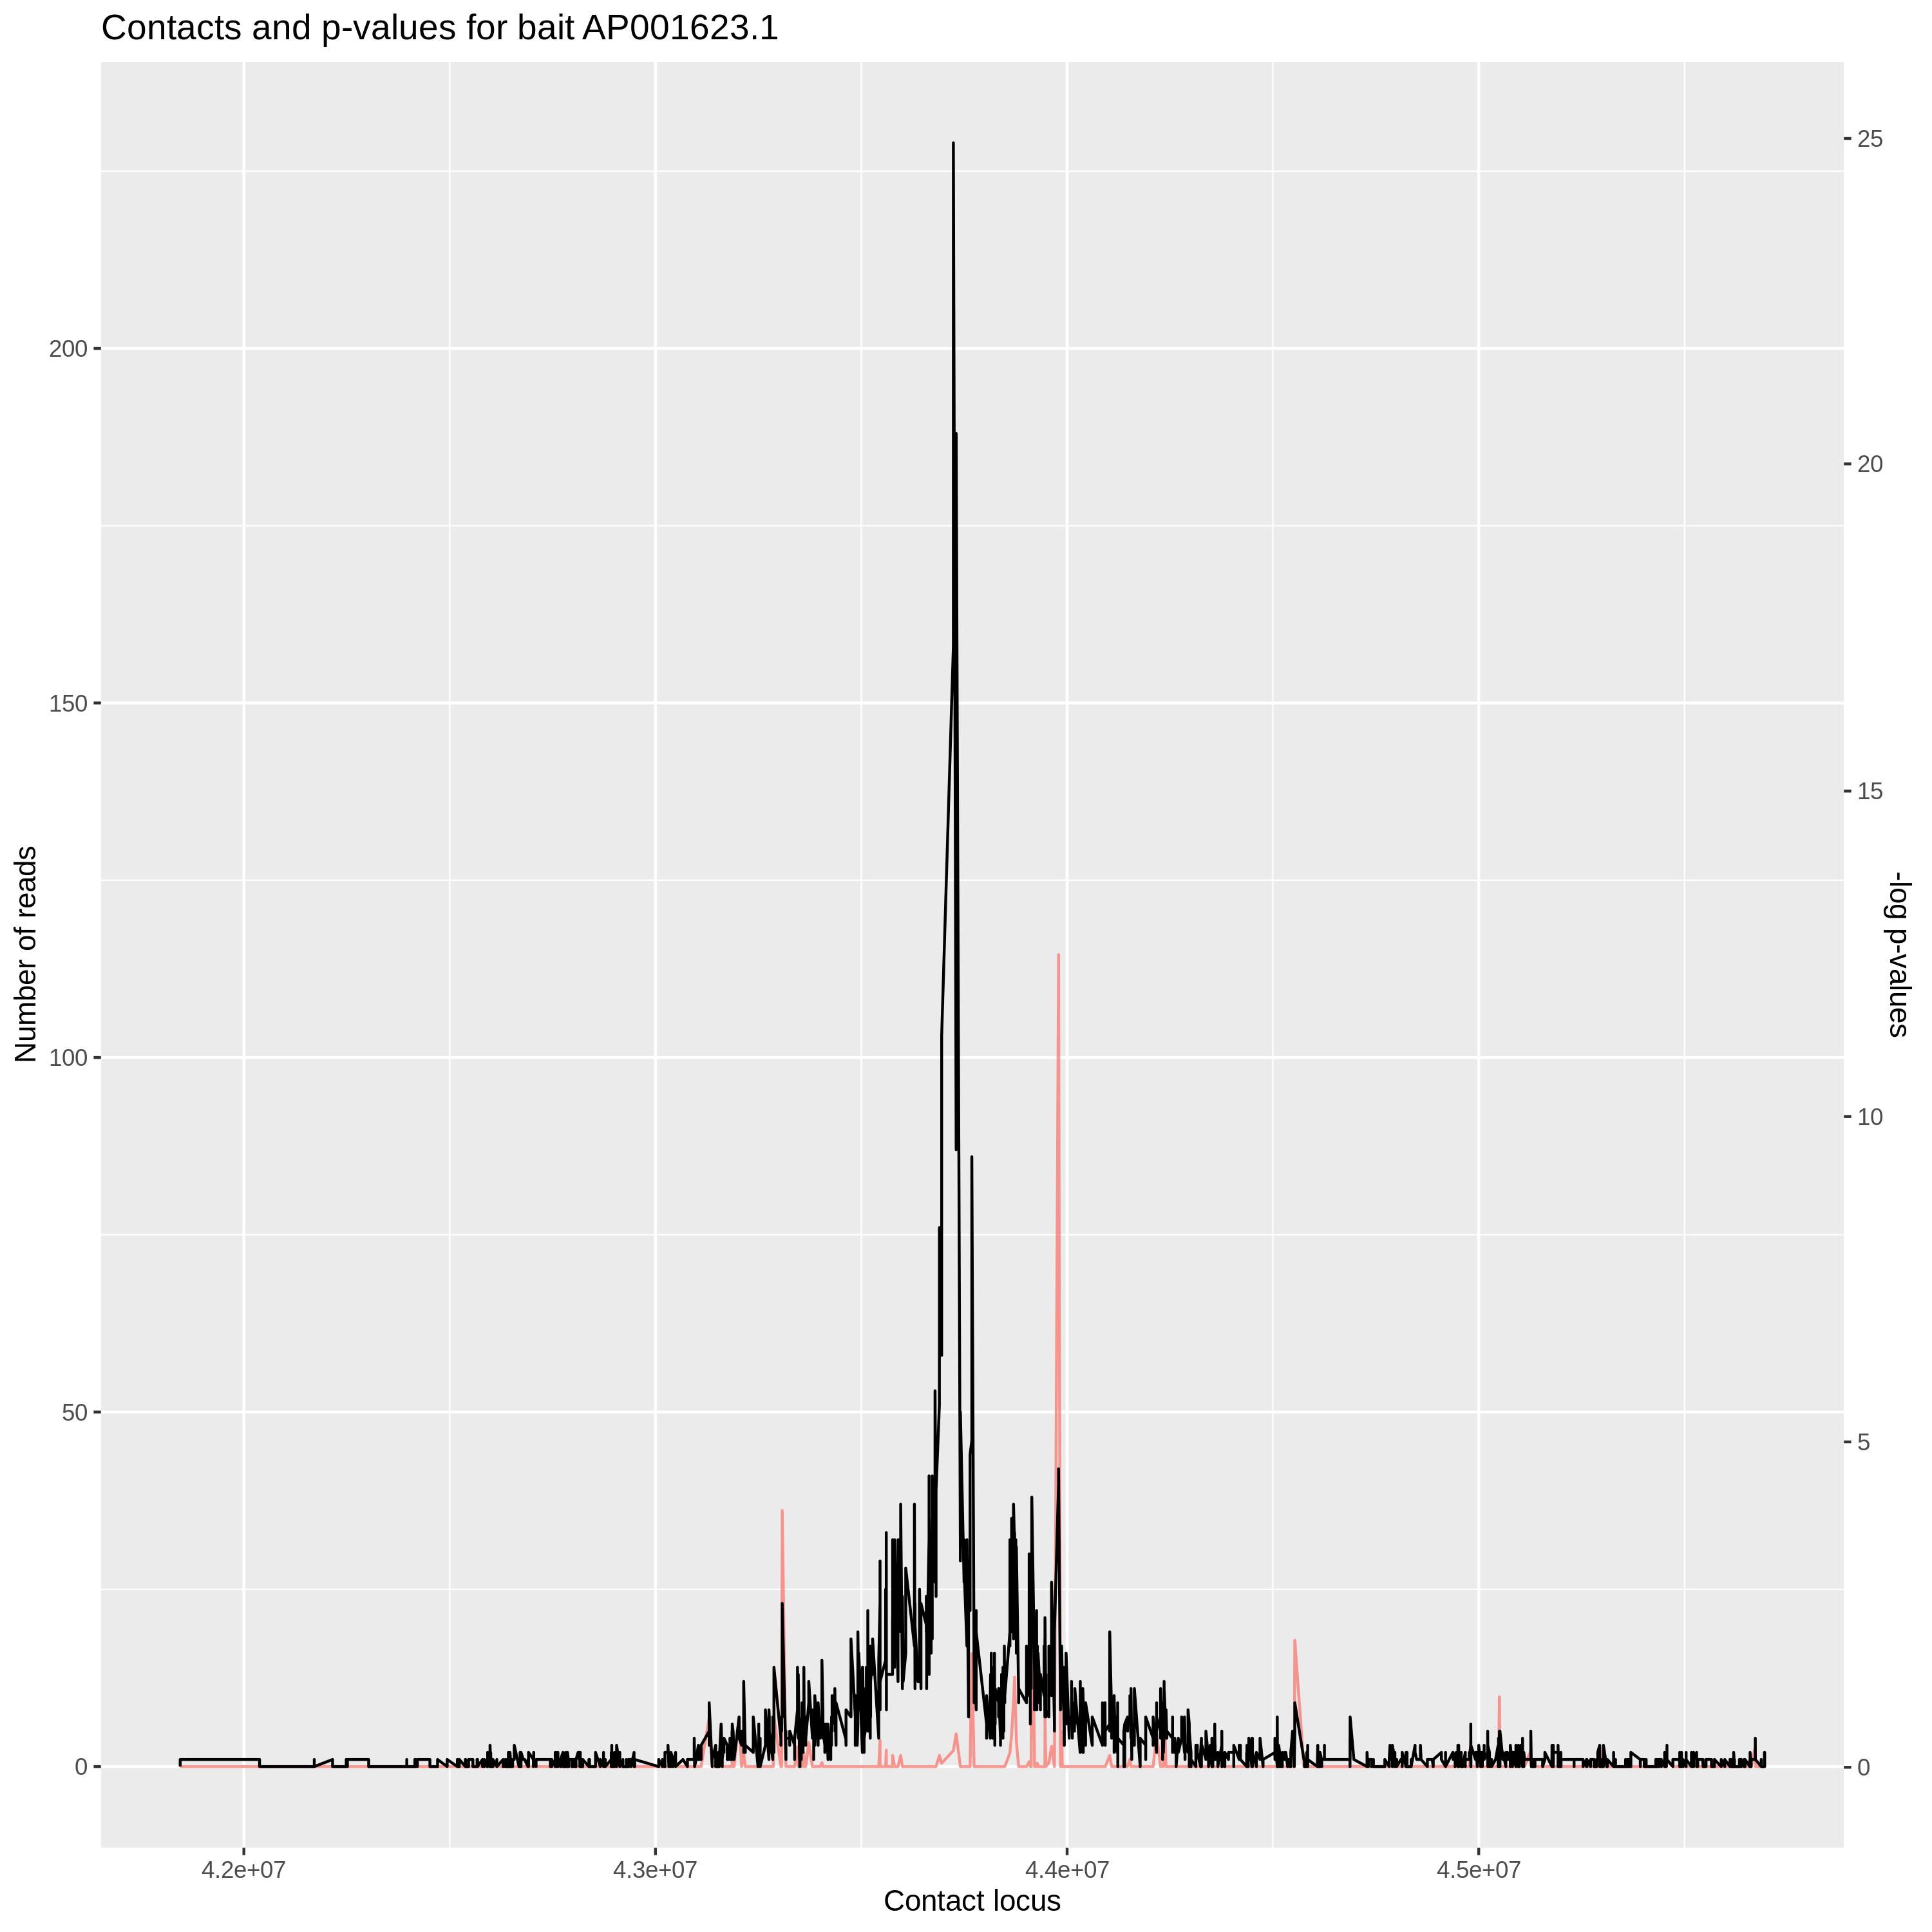 Contacts and p-values for bait AP001623.1
Number of reads
200
150
100
50
0
25
20
15
10
5
0
-log p-values
4.2e+07 4.3e+07 4.4e+07 4.5e+07
Contact locus